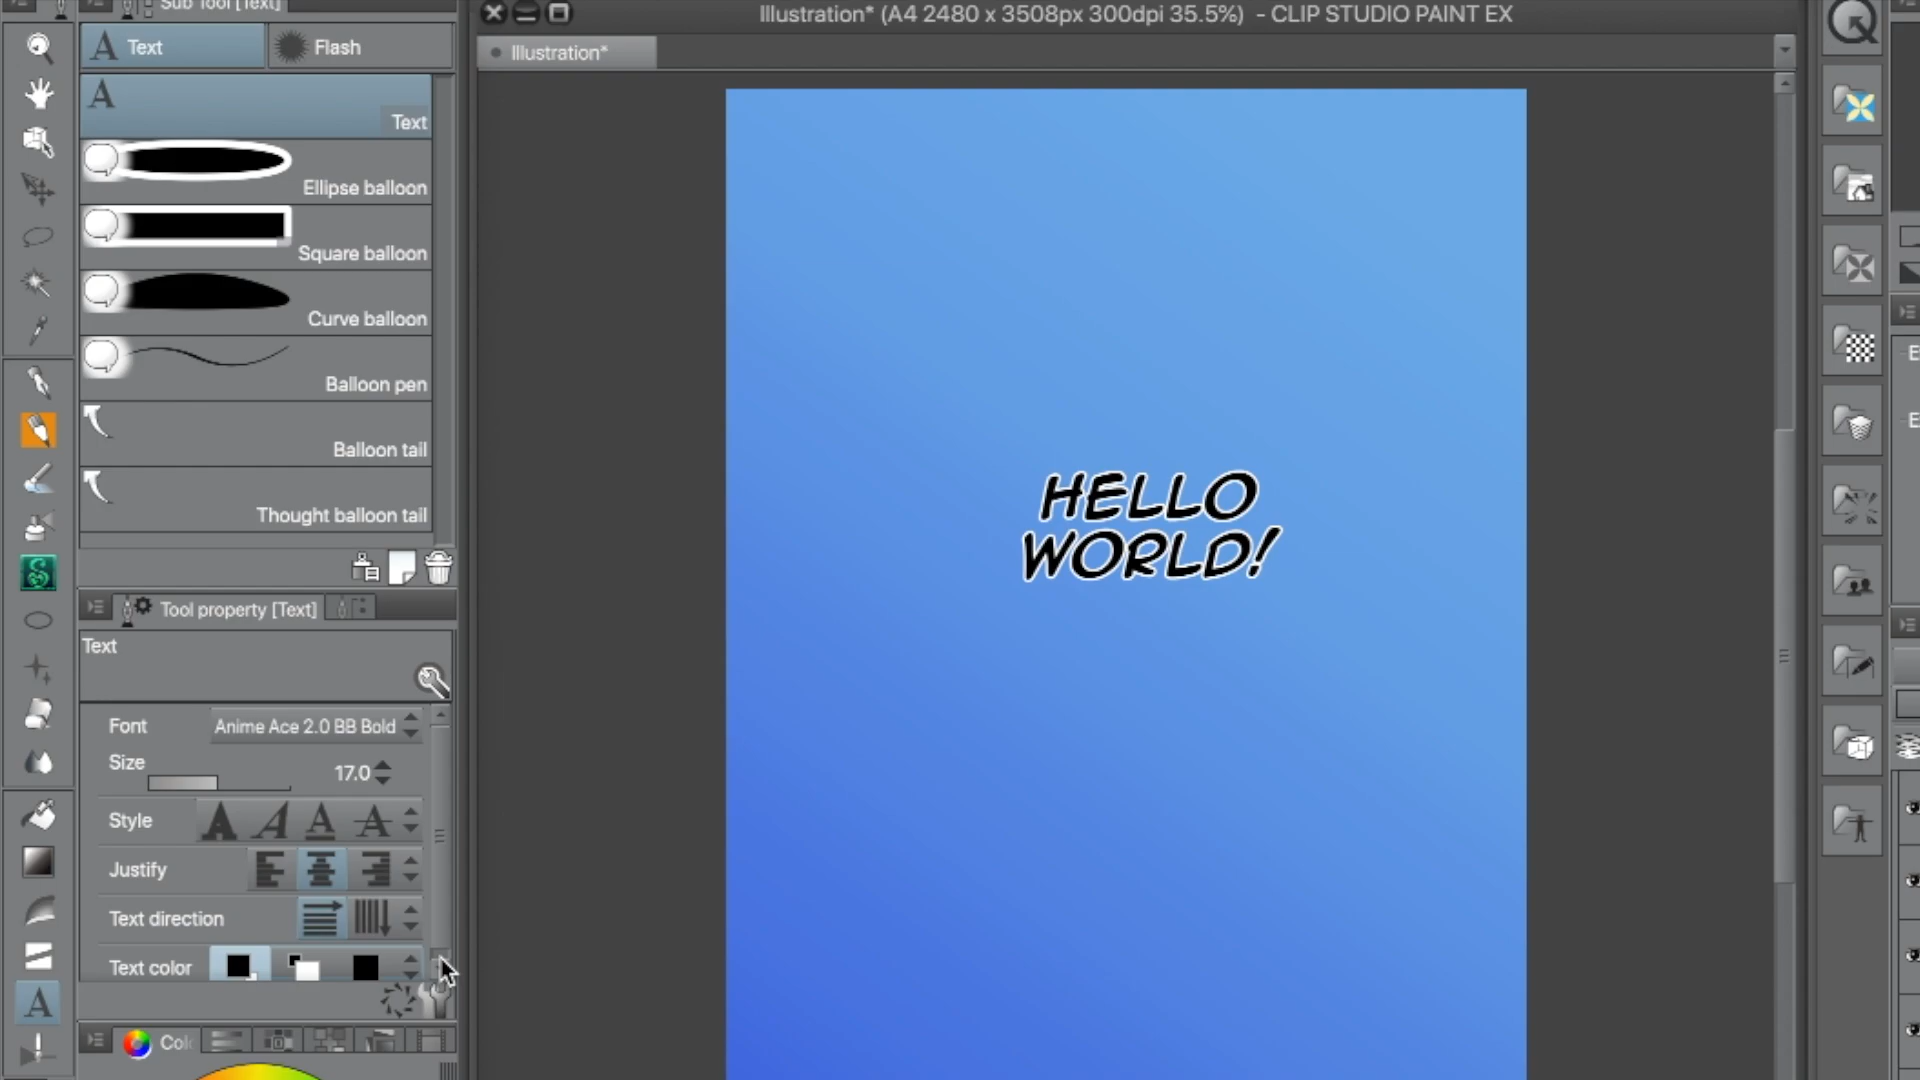 Sub Tool [Text]
Illustration* (A4 2480 x 3508px 300dpi 35.5%) - CLIP STUDIO PAINT EX
Text
Flash
Illustration*
Text
Ellipse balloon
Square balloon
Curve balloon
Balloon pen
Balloon tail
Thought balloon tail
HELLO
WORLD!
Tool property [Text]
Text
Font Anime Ace 2.0 BB Bold
Size 17.0
Style
Justify
Text direction
Text color